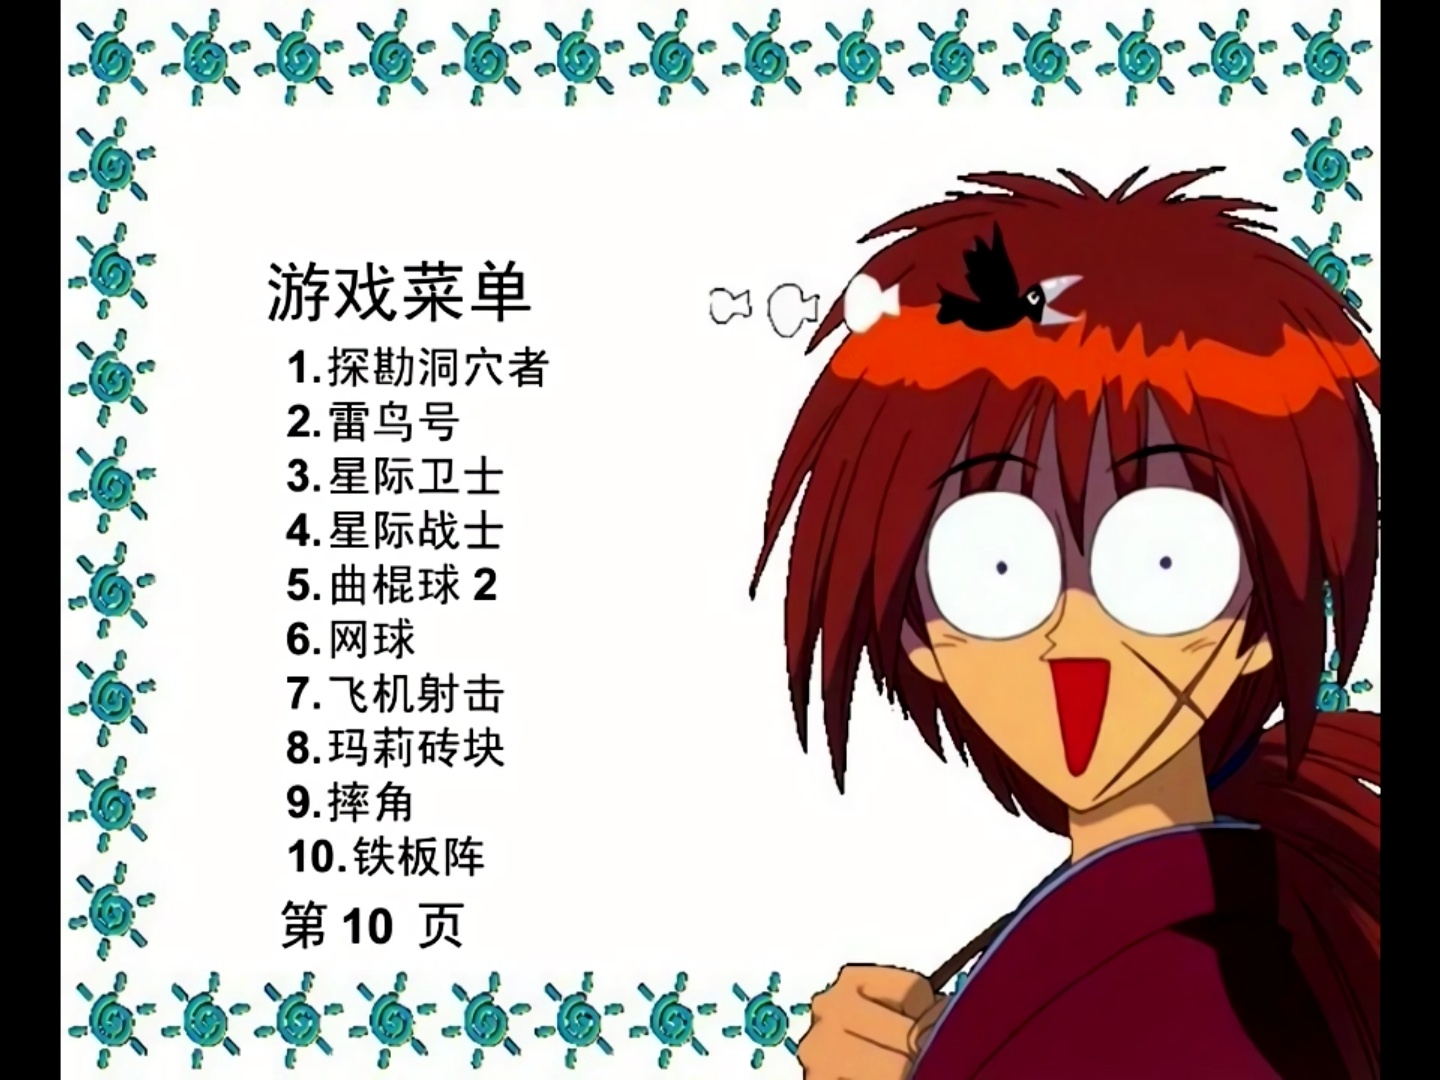 游戏菜单
1.探勘洞穴者
2.雷鸟号
3.星际卫士
4.星际战士
5.曲棍球 2
6.网球
7.飞机射击
8.玛莉砖块
9.摔角
10.铁板阵
第 10 页